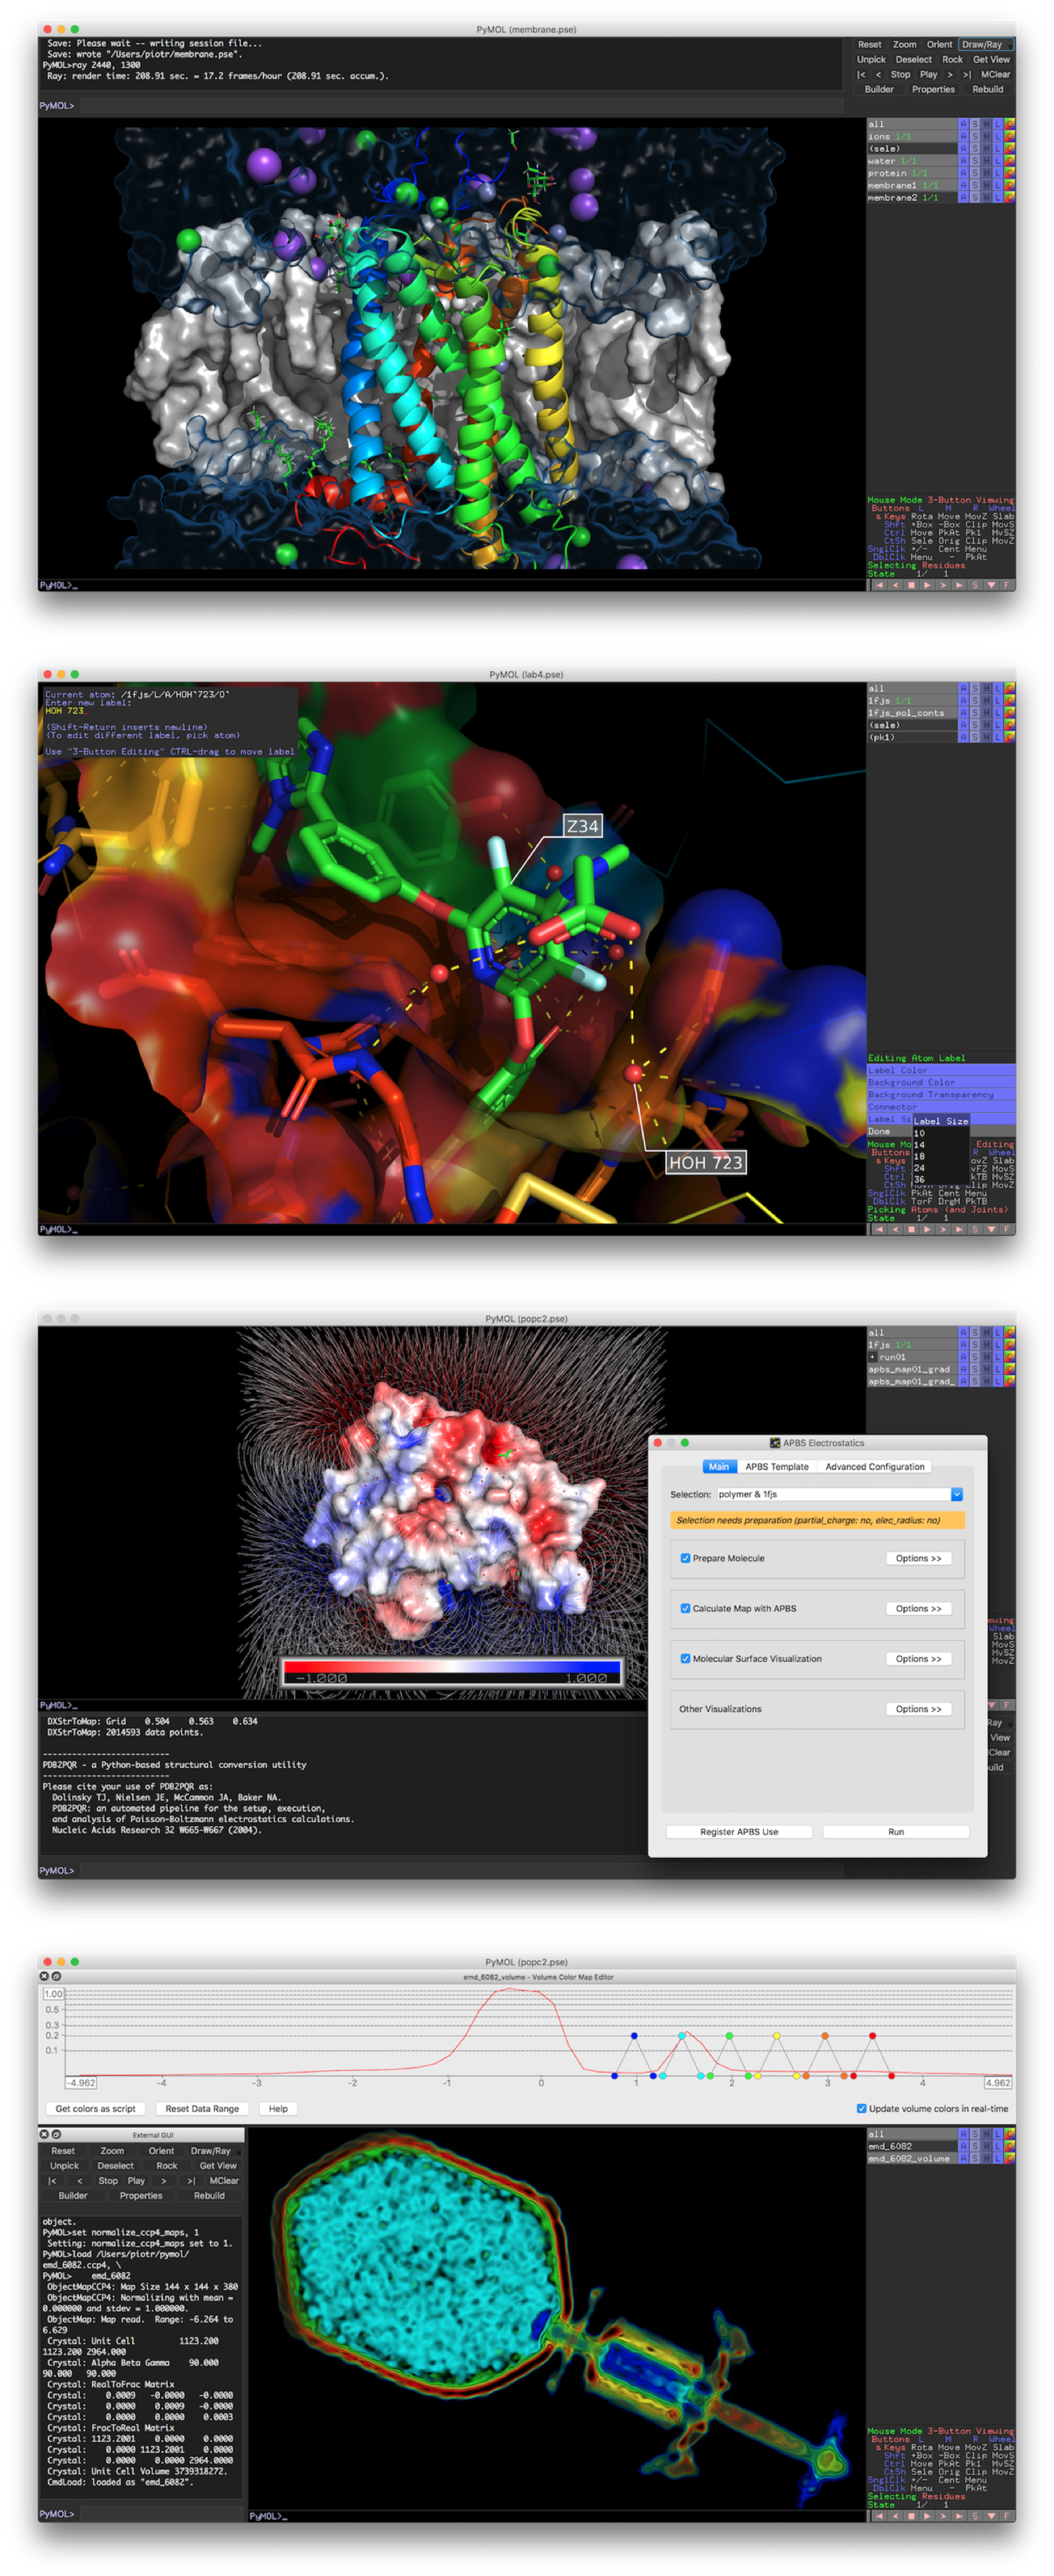 PyMOL (membrane.pse)
Save: Please wait -- writing session file...
Save: wrote "/Users/piotr/membrane.pse".
PyMOL>ray 2440, 1300
Ray: render time: 208.91 sec. = 17.2 frames/hour (208.91 sec. accum.).
PyMOL>
Reset Zoom Orient Draw/Ray
Unpick Deselect Rock Get View
|< < Stop Play > >| MClear
Builder Properties Rebuild
all A S H L C
ions 1/1 A S H L C
(sele) A S H L C
water 1/1 A S H L C
protein 1/1 A S H L C
membrane1 1/1 A S H L C
membrane2 1/1 A S H L C
Mouse Mode 3-Button Viewing
Buttons L M R Wheel
& Keys Rota Move MovZ Slab
Shft +Box -Box Clip MovS
Ctrl Move PkAt Pk1 MvSZ
CtSh Sele Orig Clip MovZ
SnglClk +/- Cent Menu
DblClk Menu - PkAt
Selecting Residues
State 1/ 1
PyMOL>_
S F
PyMOL (lab4.pse)
Current atom: /1fjs/L/A/HOH`723/O`
Enter new label:
HOH 723
(Shift-Return inserts newline)
(To edit different label, pick atom)
Use "3-Button Editing" CTRL-drag to move label
Z34
HOH 723
all A S H L C
1fjs 1/1 A S H L C
1fjs_pol_conts A S H L C
(sele) A S H L C
(pk1) A S H L C
Editing Atom Label
Label Color
Background Color
Background Transparency
Connector
Label Si Label Size
Done 10
14
18
24
36
Mouse Mo Editing
Buttons R Wheel
& Keys ovZ Slab
Shft vFZ MovS
Ctrl kTB MvSZ
CtSh Clip MovZ
SnglClk PkAt Cent Menu
DblClk TorF DrgM PkTB
Picking Atoms (and Joints)
State 1/ 1
PyMOL>_
S F
PyMOL (popc2.pse)
all A S H L C
1fjs 1/1 A S H L C
+ run01 A S H L C
apbs_map01_grad A S H L C
apbs_map01_grad_ A S H L C
-1.000 1.000
APBS Electrostatics
Main APBS Template Advanced Configuration
Selection: polymer & 1fjs
Selection needs preparation (partial_charge: no, elec_radius: no)
Prepare Molecule Options >>
Calculate Map with APBS Options >>
Molecular Surface Visualization Options >>
Other Visualizations Options >>
Register APBS Use Run
ewing
Wheel
Slab
MovS
MvSZ
MovZ
F
Ray
View
Clear
uild
PyMOL>_
DXStrToMap: Grid 0.504 0.563 0.634
DXStrToMap: 2014593 data points.
--------------------------
PDB2PQR - a Python-based structural conversion utility
--------------------------
Please cite your use of PDB2PQR as:
Dolinsky TJ, Nielsen JE, McCammon JA, Baker NA.
PDB2PQR: an automated pipeline for the setup, execution,
and analysis of Poisson-Boltzmann electrostatics calculations.
Nucleic Acids Research 32 W665-W667 (2004).
PyMOL>
PyMOL (popc2.pse)
emd_6082_volume - Volume Color Map Editor
1.00
0.5
0.3
0.2
0.1
-4.962 -4 -3 -2 -1 0 1 2 3 4 4.962
Get colors as script Reset Data Range Help Update volume colors in real-time
External GUI
Reset Zoom Orient Draw/Ray
Unpick Deselect Rock Get View
|< < Stop Play > >| MClear
Builder Properties Rebuild
object.
PyMOL>set normalize_ccp4_maps, 1
Setting: normalize_ccp4_maps set to 1.
PyMOL>load /Users/piotr/pymol/
emd_6082.ccp4, \
PyMOL> emd_6082
ObjectMapCCP4: Map Size 144 x 144 x 380
ObjectMapCCP4: Normalizing with mean =
0.000000 and stdev = 1.000000.
ObjectMap: Map read. Range: -6.264 to
6.629
Crystal: Unit Cell 1123.200
1123.200 2964.000
Crystal: Alpha Beta Gamma 90.000
90.000 90.000
Crystal: RealToFrac Matrix
Crystal: 0.0009 -0.0000 -0.0000
Crystal: 0.0000 0.0009 -0.0000
Crystal: 0.0000 0.0000 0.0003
Crystal: FracToReal Matrix
Crystal: 1123.2001 0.0000 0.0000
Crystal: 0.0000 1123.2001 0.0000
Crystal: 0.0000 0.0000 2964.0000
Crystal: Unit Cell Volume 3739318272.
CmdLoad: loaded as "emd_6082".
PyMOL>
all A S H L C
emd_6082 A S H L C
emd_6082_volume A S H L C
Mouse Mode 3-Button Viewing
Buttons L M R Wheel
& Keys Rota Move MovZ Slab
Shft +Box -Box Clip MovS
Ctrl Move PkAt Pk1 MvSZ
CtSh Sele Orig Clip MovZ
SnglClk +/- Cent Menu
DblClk Menu - PkAt
Selecting Residues
State 1/ 1
PyMOL>_
S F